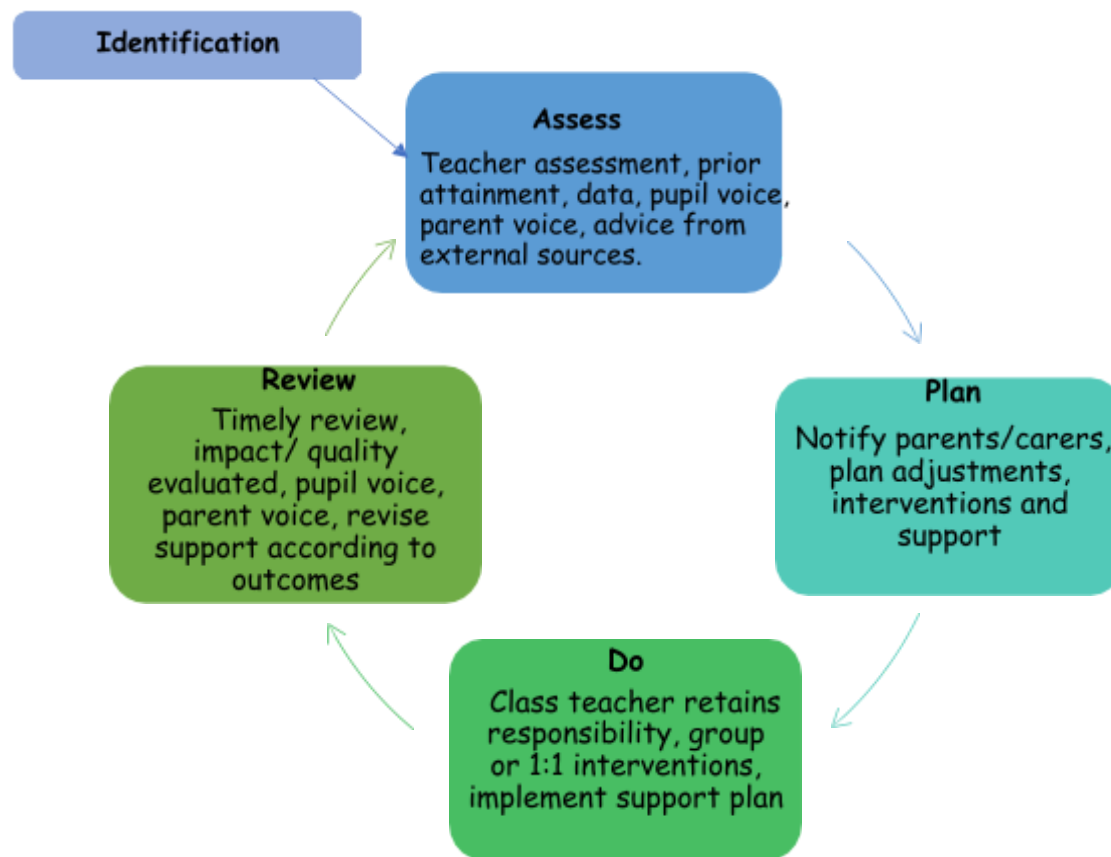 Identification
Assess
Teacher assessment, prior
attainment, data, pupil voice,
parent voice, advice from
external sources.
Plan
Notify parents/carers,
plan adjustments,
interventions and
support
Do
Class teacher retains
responsibility, group
or 1:1 interventions,
implement support plan
Review
Timely review,
impact/ quality
evaluated, pupil voice,
parent voice, revise
support according to
outcomes